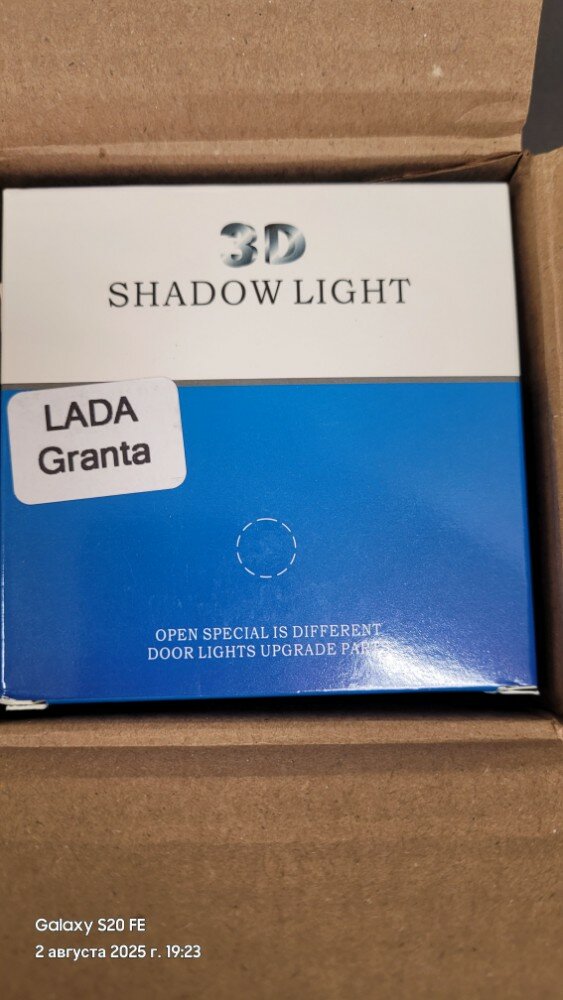 3D
SHADOW LIGHT
LADA
Granta
OPEN SPECIAL IS DIFFERENT
DOOR LIGHTS UPGRADE
Galaxy S20 FE
2 августа 2025 г. 19:23